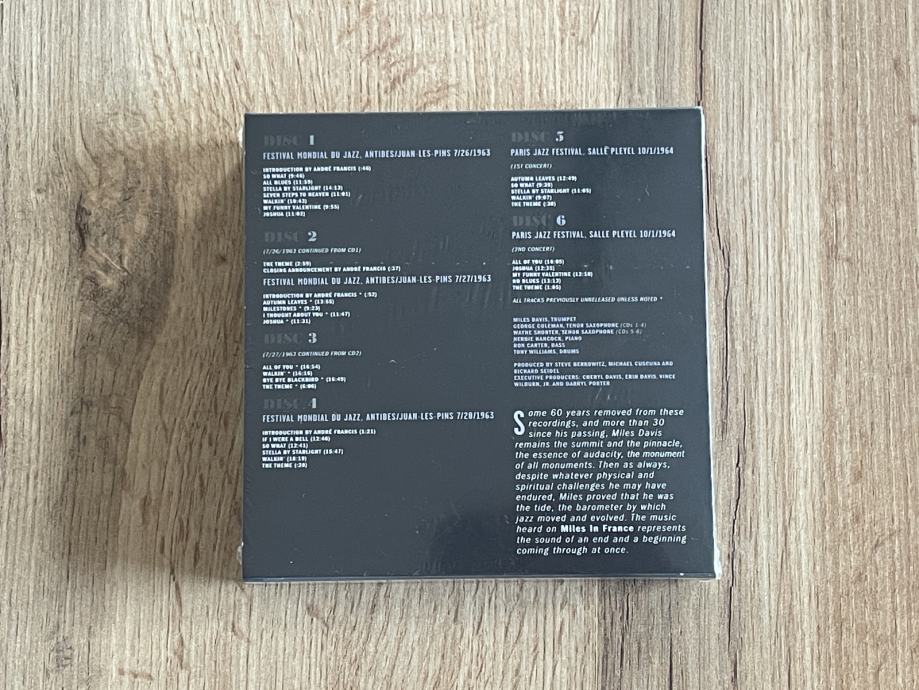 DISC 1
FESTIVAL MONDIAL DU JAZZ, ANTIBES/JUAN-LES-PINS 7/26/1963
INTRODUCTION BY ANDRÉ FRANCIS (:46)
SO WHAT (9:46)
ALL BLUES (11:59)
STELLA BY STARLIGHT (14:13)
SEVEN STEPS TO HEAVEN (11:01)
WALKIN' (10:43)
MY FUNNY VALENTINE (9:55)
JOSHUA (11:02)
DISC 2
(7/26/1963 CONTINUED FROM CD1)
THE THEME (2:59)
CLOSING ANNOUNCEMENT BY ANDRÉ FRANCIS (:37)
FESTIVAL MONDIAL DU JAZZ, ANTIBES/JUAN-LES-PINS 7/27/1963
INTRODUCTION BY ANDRÉ FRANCIS * (:52)
AUTUMN LEAVES * (13:55)
MILESTONES * (9:23)
I THOUGHT ABOUT YOU * (11:47)
JOSHUA * (11:31)
DISC 3
(7/27/1963 CONTINUED FROM CD2)
ALL OF YOU * (16:54)
WALKIN' * (16:16)
BYE BYE BLACKBIRD * (16:49)
THE THEME * (6:06)
DISC 4
FESTIVAL MONDIAL DU JAZZ, ANTIBES/JUAN-LES-PINS 7/28/1963
INTRODUCTION BY ANDRÉ FRANCIS (1:21)
IF I WERE A BELL (12:46)
SO WHAT (12:41)
STELLA BY STARLIGHT (15:47)
WALKIN'
THE THEME
DISC 5
PARIS JAZZ FESTIVAL, SALLE PLEYEL 10/1/1964
(1ST CONCERT)
AUTUMN LEAVES (12:49)
SO WHAT
STELLA BY STARLIGHT (11:05)
WALKIN' (9:07)
THE THEME
DISC 6
PARIS JAZZ FESTIVAL, SALLE PLEYEL 10/1/1964
(2ND CONCERT)
ALL OF YOU
JOSHUA (12:35)
MY FUNNY VALENTINE
NO BLUES (13:13)
THE THEME (1:05)
ALL TRACKS PREVIOUSLY UNRELEASED UNLESS NOTED *
MILES DAVIS, TRUMPET
GEORGE COLEMAN, TENOR SAXOPHONE (CDs 1-4)
WAYNE SHORTER, TENOR SAXOPHONE (CDs 5-6)
HERBIE HANCOCK, PIANO
RON CARTER, BASS
TONY WILLIAMS, DRUMS
PRODUCED BY STEVE BERKOWITZ, MICHAEL CUSCUNA AND
RICHARD SEIDEL
EXECUTIVE PRODUCERS: CHERYL DAVIS, ERIN DAVIS, VINCE
WILBURN, JR. AND DARRYL PORTER
Some 60 years removed from these
recordings, and more than 30
since his passing, Miles Davis
remains the summit and the pinnacle,
the essence of audacity, the monument
of all monuments. Then as always,
despite whatever physical and
spiritual challenges he may have
endured, Miles proved that he was
the tide, the barometer by which
jazz moved and evolved. The music
heard on Miles In France represents
the sound of an end and a beginning
coming through at once.